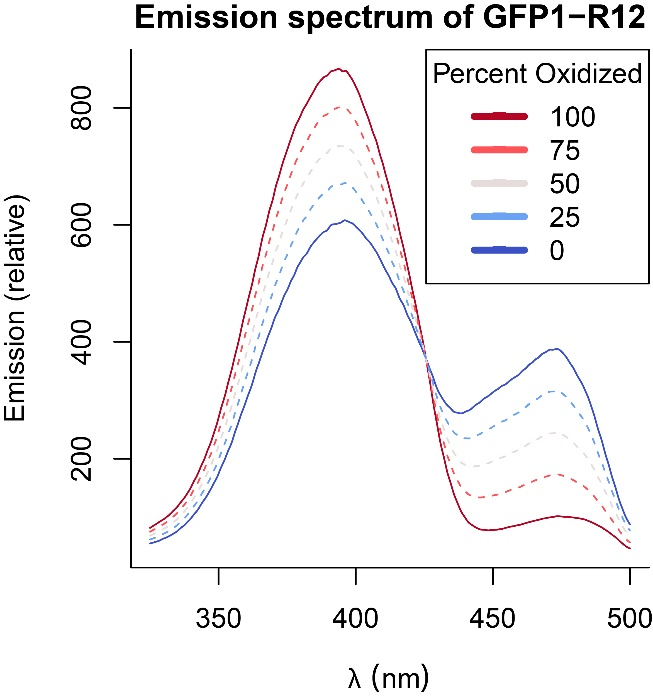 Emission spectrum of GFP1−R12
Percent Oxidized
100
75
50
25
0
Emission (relative)
800
600
400
200
350 400 450 500
λ (nm)